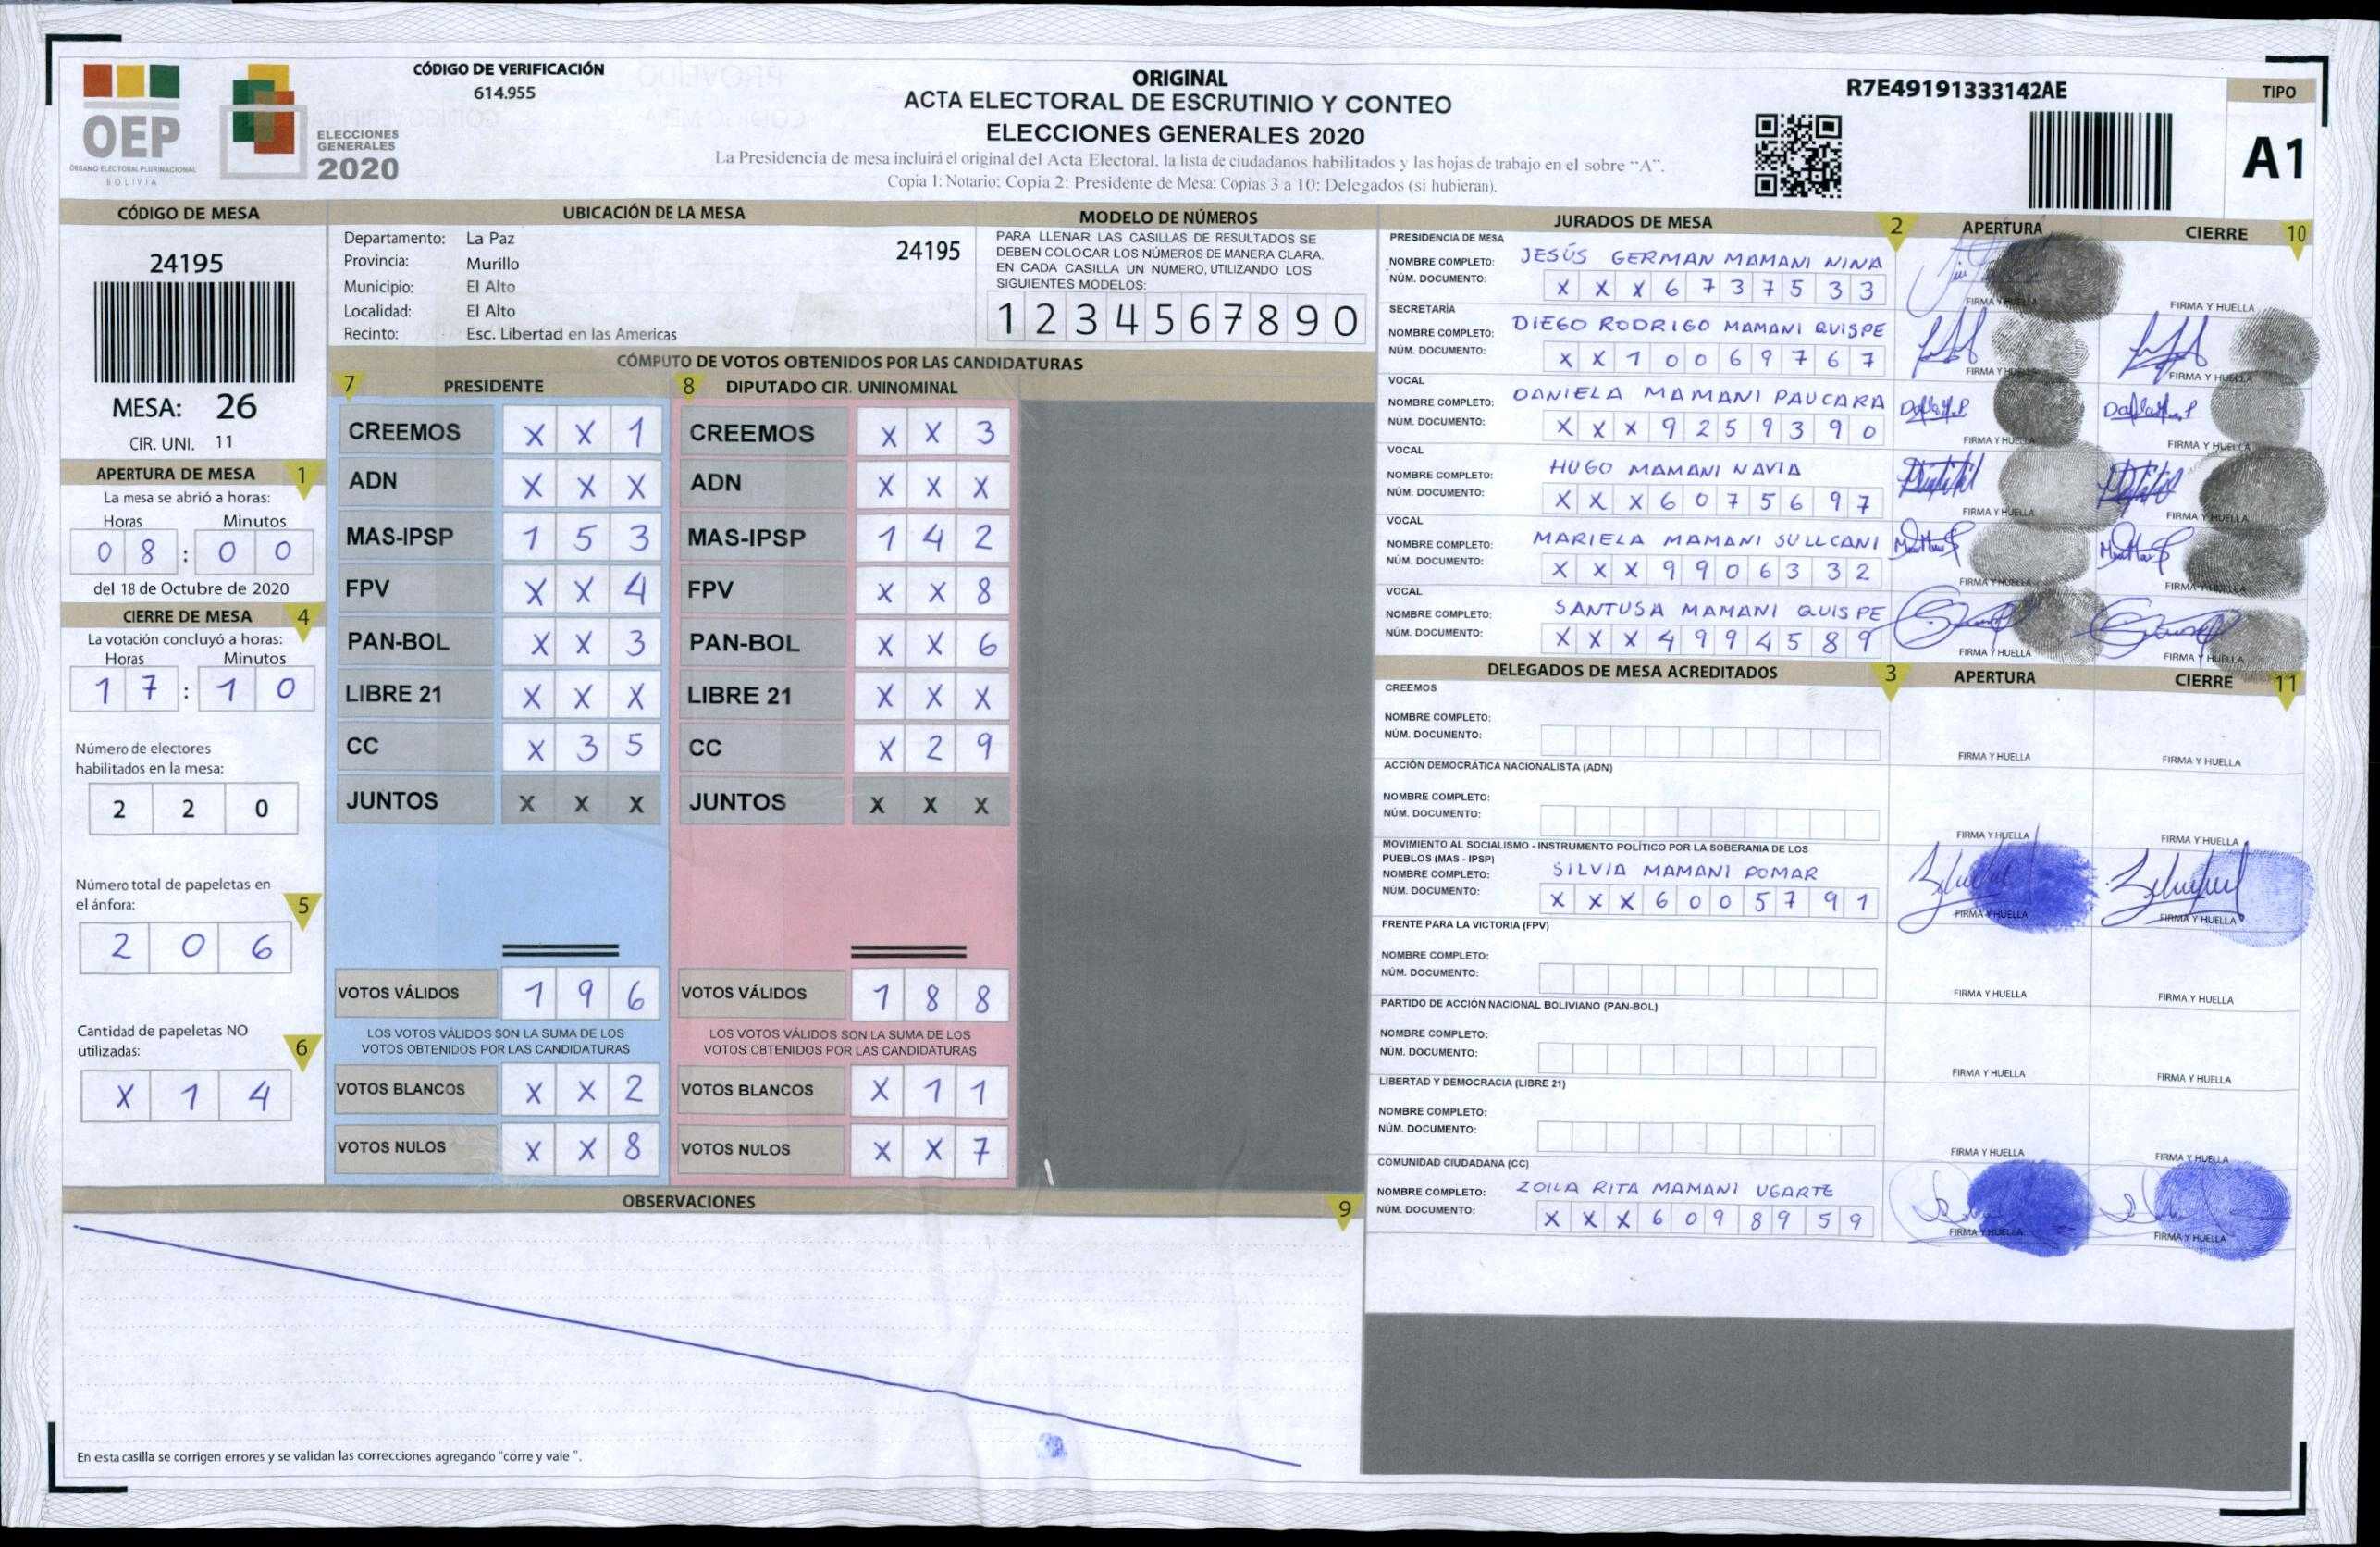 CÓDIGO DE VERIFICACIÓN
614.955
OEP
ÓRGANO ELECTORAL PLURINACIONAL
BOLIVIA
ELECCIONES
GENERALES
2020
ORIGINAL
ACTA ELECTORAL DE ESCRUTINIO Y CONTEO
ELECCIONES GENERALES 2020
La Presidencia de mesa incluirá el original del Acta Electoral, la lista de ciudadanos habilitados y las hojas de trabajo en el sobre "A".
Copia 1: Notario; Copia 2: Presidente de Mesa; Copias 3 a 10: Delegados (si hubieran).
R7E49191333142AE
TIPO
A1
CÓDIGO DE MESA
24195
MESA: 26
CIR. UNI. 11
APERTURA DE MESA 1
La mesa se abrió a horas:
Horas Minutos
0 8 : 0 0
del 18 de Octubre de 2020
CIERRE DE MESA 4
La votación concluyó a horas:
Horas Minutos
1 7 : 1 0
Número de electores
habilitados en la mesa:
2 2 0
Número total de papeletas en
el ánfora: 5
2 0 6
Cantidad de papeletas NO
utilizadas: 6
X 1 4
UBICACIÓN DE LA MESA
Departamento: La Paz
24195
Provincia: Murillo
Municipio: El Alto
Localidad: El Alto
Recinto: Esc. Libertad en las Americas
MODELO DE NÚMEROS
PARA LLENAR LAS CASILLAS DE RESULTADOS SE
DEBEN COLOCAR LOS NÚMEROS DE MANERA CLARA.
EN CADA CASILLA UN NÚMERO, UTILIZANDO LOS
SIGUIENTES MODELOS:
1 2 3 4 5 6 7 8 9 0
CÓMPUTO DE VOTOS OBTENIDOS POR LAS CANDIDATURAS
7 PRESIDENTE 8 DIPUTADO CIR. UNINOMINAL
CREEMOS X X 1 CREEMOS X X 3
ADN X X X ADN X X X
MAS-IPSP 1 5 3 MAS-IPSP 1 4 2
FPV X X 4 FPV X X 8
PAN-BOL X X 3 PAN-BOL X X 6
LIBRE 21 X X X LIBRE 21 X X X
CC X 3 5 CC X 2 9
JUNTOS X X X JUNTOS X X X
VOTOS VÁLIDOS 1 9 6 VOTOS VÁLIDOS 1 8 8
LOS VOTOS VÁLIDOS SON LA SUMA DE LOS LOS VOTOS VÁLIDOS SON LA SUMA DE LOS
VOTOS OBTENIDOS POR LAS CANDIDATURAS VOTOS OBTENIDOS POR LAS CANDIDATURAS
VOTOS BLANCOS X X 2 VOTOS BLANCOS X 1 1
VOTOS NULOS X X 8 VOTOS NULOS X X 7
OBSERVACIONES 9
En esta casilla se corrigen errores y se validan las correcciones agregando "corre y vale ".
JURADOS DE MESA 2 APERTURA CIERRE 10
PRESIDENCIA DE MESA
NOMBRE COMPLETO: JESÚS GERMAN MAMANI NINA
NÚM. DOCUMENTO: X X X 6 7 3 7 5 3 3
FIRMA Y HUELLA FIRMA Y HUELLA
SECRETARÍA
NOMBRE COMPLETO: DIEGO RODRIGO MAMANI QUISPE
NÚM. DOCUMENTO: X X 1 0 0 6 9 7 6 7
FIRMA Y HUELLA FIRMA Y HUELLA
VOCAL
NOMBRE COMPLETO: DANIELA MAMANI PAUCARA
NÚM. DOCUMENTO: X X X 9 2 5 9 3 9 0
FIRMA Y HUELLA FIRMA Y HUELLA
VOCAL
NOMBRE COMPLETO: HUGO MAMANI NAVIA
NÚM. DOCUMENTO: X X X 6 0 7 5 6 9 7
FIRMA Y HUELLA FIRMA Y HUELLA
VOCAL
NOMBRE COMPLETO: MARIELA MAMANI SULLCANI
NÚM. DOCUMENTO: X X X 9 9 0 6 3 3 2
FIRMA Y HUELLA FIRMA Y HUELLA
VOCAL
NOMBRE COMPLETO: SANTUSA MAMANI QUISPE
NÚM. DOCUMENTO: X X X 4 9 9 4 5 8 9
FIRMA Y HUELLA FIRMA Y HUELLA
DELEGADOS DE MESA ACREDITADOS 3 APERTURA CIERRE 11
CREEMOS
NOMBRE COMPLETO:
NÚM. DOCUMENTO:
FIRMA Y HUELLA FIRMA Y HUELLA
ACCIÓN DEMOCRÁTICA NACIONALISTA (ADN)
NOMBRE COMPLETO:
NÚM. DOCUMENTO:
FIRMA Y HUELLA FIRMA Y HUELLA
MOVIMIENTO AL SOCIALISMO - INSTRUMENTO POLÍTICO POR LA SOBERANIA DE LOS
PUEBLOS (MAS - IPSP)
NOMBRE COMPLETO: SILVIA MAMANI POMAR
NÚM. DOCUMENTO: X X X 6 0 0 5 7 9 1
FIRMA Y HUELLA FIRMA Y HUELLA
FRENTE PARA LA VICTORIA (FPV)
NOMBRE COMPLETO:
NÚM. DOCUMENTO:
FIRMA Y HUELLA FIRMA Y HUELLA
PARTIDO DE ACCIÓN NACIONAL BOLIVIANO (PAN-BOL)
NOMBRE COMPLETO:
NÚM. DOCUMENTO:
FIRMA Y HUELLA FIRMA Y HUELLA
LIBERTAD Y DEMOCRACIA (LIBRE 21)
NOMBRE COMPLETO:
NÚM. DOCUMENTO:
FIRMA Y HUELLA FIRMA Y HUELLA
COMUNIDAD CIUDADANA (CC)
NOMBRE COMPLETO: ZOILA RITA MAMANI UGARTE
NÚM. DOCUMENTO: X X X 6 0 9 8 9 5 9
FIRMA Y HUELLA FIRMA Y HUELLA